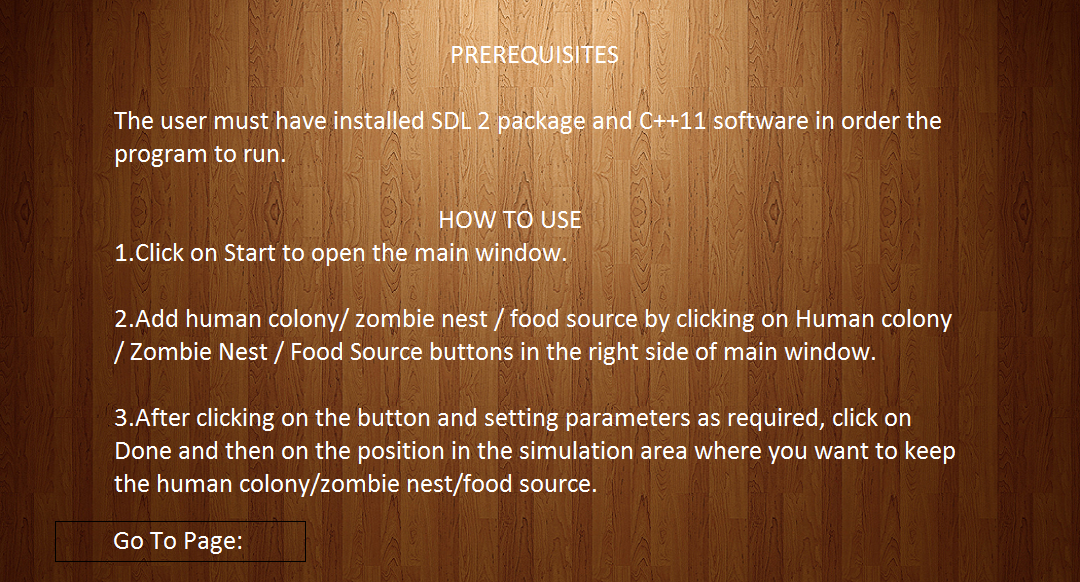 PREREQUISITES
The user must have installed SDL 2 package and C++11 software in order the
program to run.
HOW TO USE
1.Click on Start to open the main window.
2.Add human colony/ zombie nest / food source by clicking on Human colony
/ Zombie Nest / Food Source buttons in the right side of main window.
3.After clicking on the button and setting parameters as required, click on
Done and then on the position in the simulation area where you want to keep
the human colony/zombie nest/food source.
Go To Page: